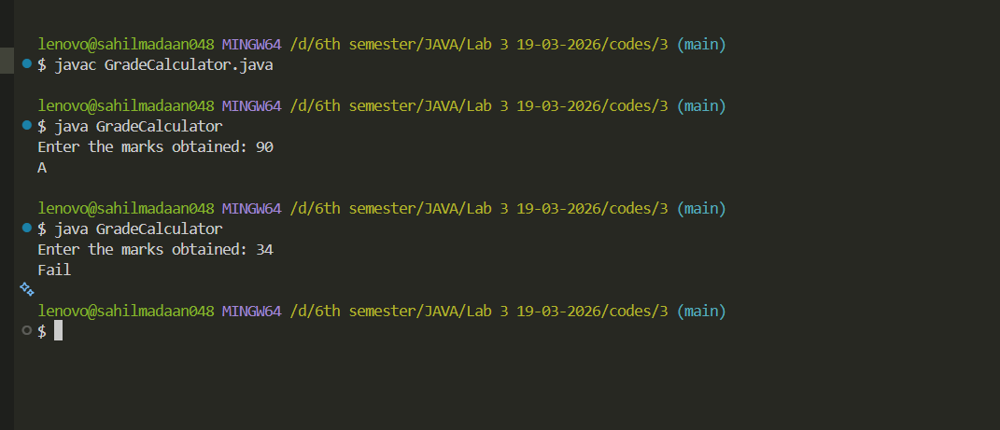 lenovo@sahilmadaan048 MINGW64 /d/6th semester/JAVA/Lab 3 19-03-2026/codes/3 (main)
$ javac GradeCalculator.java
lenovo@sahilmadaan048 MINGW64 /d/6th semester/JAVA/Lab 3 19-03-2026/codes/3 (main)
$ java GradeCalculator
Enter the marks obtained: 90
A
lenovo@sahilmadaan048 MINGW64 /d/6th semester/JAVA/Lab 3 19-03-2026/codes/3 (main)
$ java GradeCalculator
Enter the marks obtained: 34
Fail
lenovo@sahilmadaan048 MINGW64 /d/6th semester/JAVA/Lab 3 19-03-2026/codes/3 (main)
$